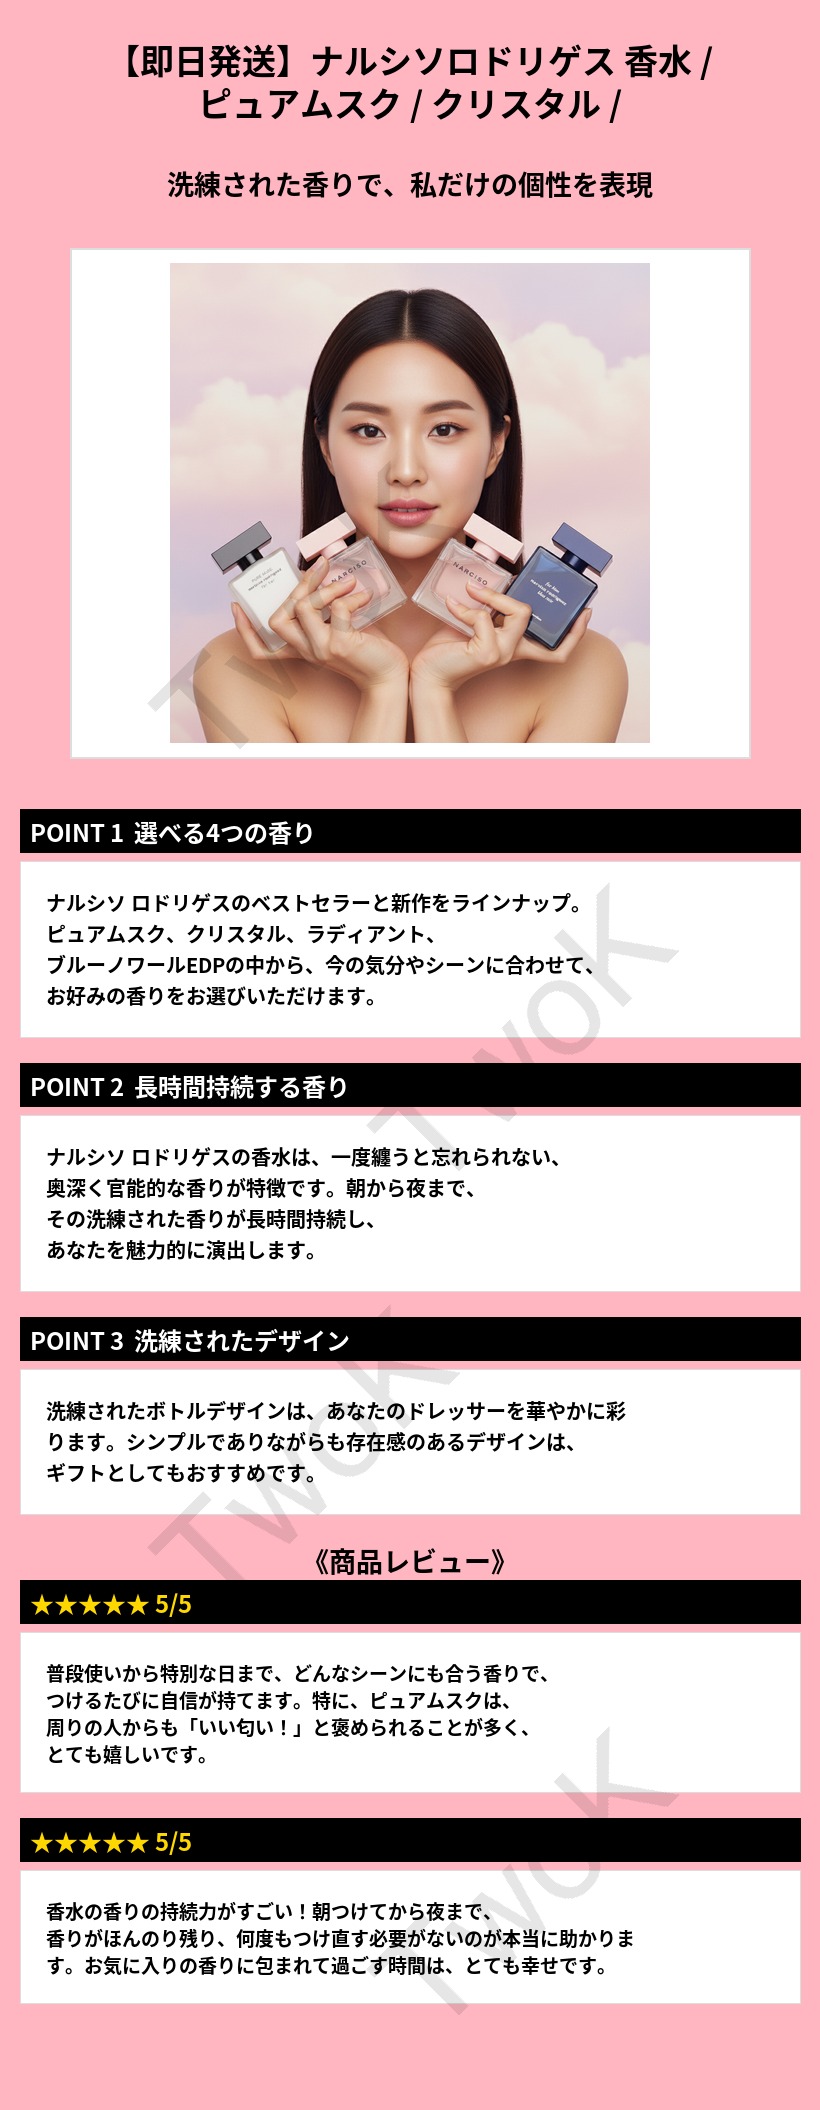 【即日発送】ナルシソロドリゲス 香水 /
ピュアムスク / クリスタル /
洗練された香りで、私だけの個性を表現
NARCISO
NARCISO
for him
narciso rodriguez
bleu noir
TwoK
POINT 1 選べる4つの香り
ナルシソ ロドリゲスのベストセラーと新作をラインナップ。
ピュアムスク、クリスタル、ラディアント、
ブルーノワールEDPの中から、今の気分やシーンに合わせて、
お好みの香りをお選びいただけます。
TwoK
POINT 2 長時間持続する香り
ナルシソ ロドリゲスの香水は、一度纏うと忘れられない、
奥深く官能的な香りが特徴です。朝から夜まで、
その洗練された香りが長時間持続し、
あなたを魅力的に演出します。
POINT 3 洗練されたデザイン
洗練されたボトルデザインは、あなたのドレッサーを華やかに彩
ります。シンプルでありながらも存在感のあるデザインは、
ギフトとしてもおすすめです。
TwoK
《商品レビュー》
★★★★★ 5/5
普段使いから特別な日まで、どんなシーンにも合う香りで、
つけるたびに自信が持てます。特に、ピュアムスクは、
周りの人からも「いい匂い！」と褒められることが多く、
とても嬉しいです。
★★★★★ 5/5
香水の香りの持続力がすごい！朝つけてから夜まで、
香りがほんのり残り、何度もつけ直す必要がないのが本当に助かりま
す。お気に入りの香りに包まれて過ごす時間は、とても幸せです。
TwoK